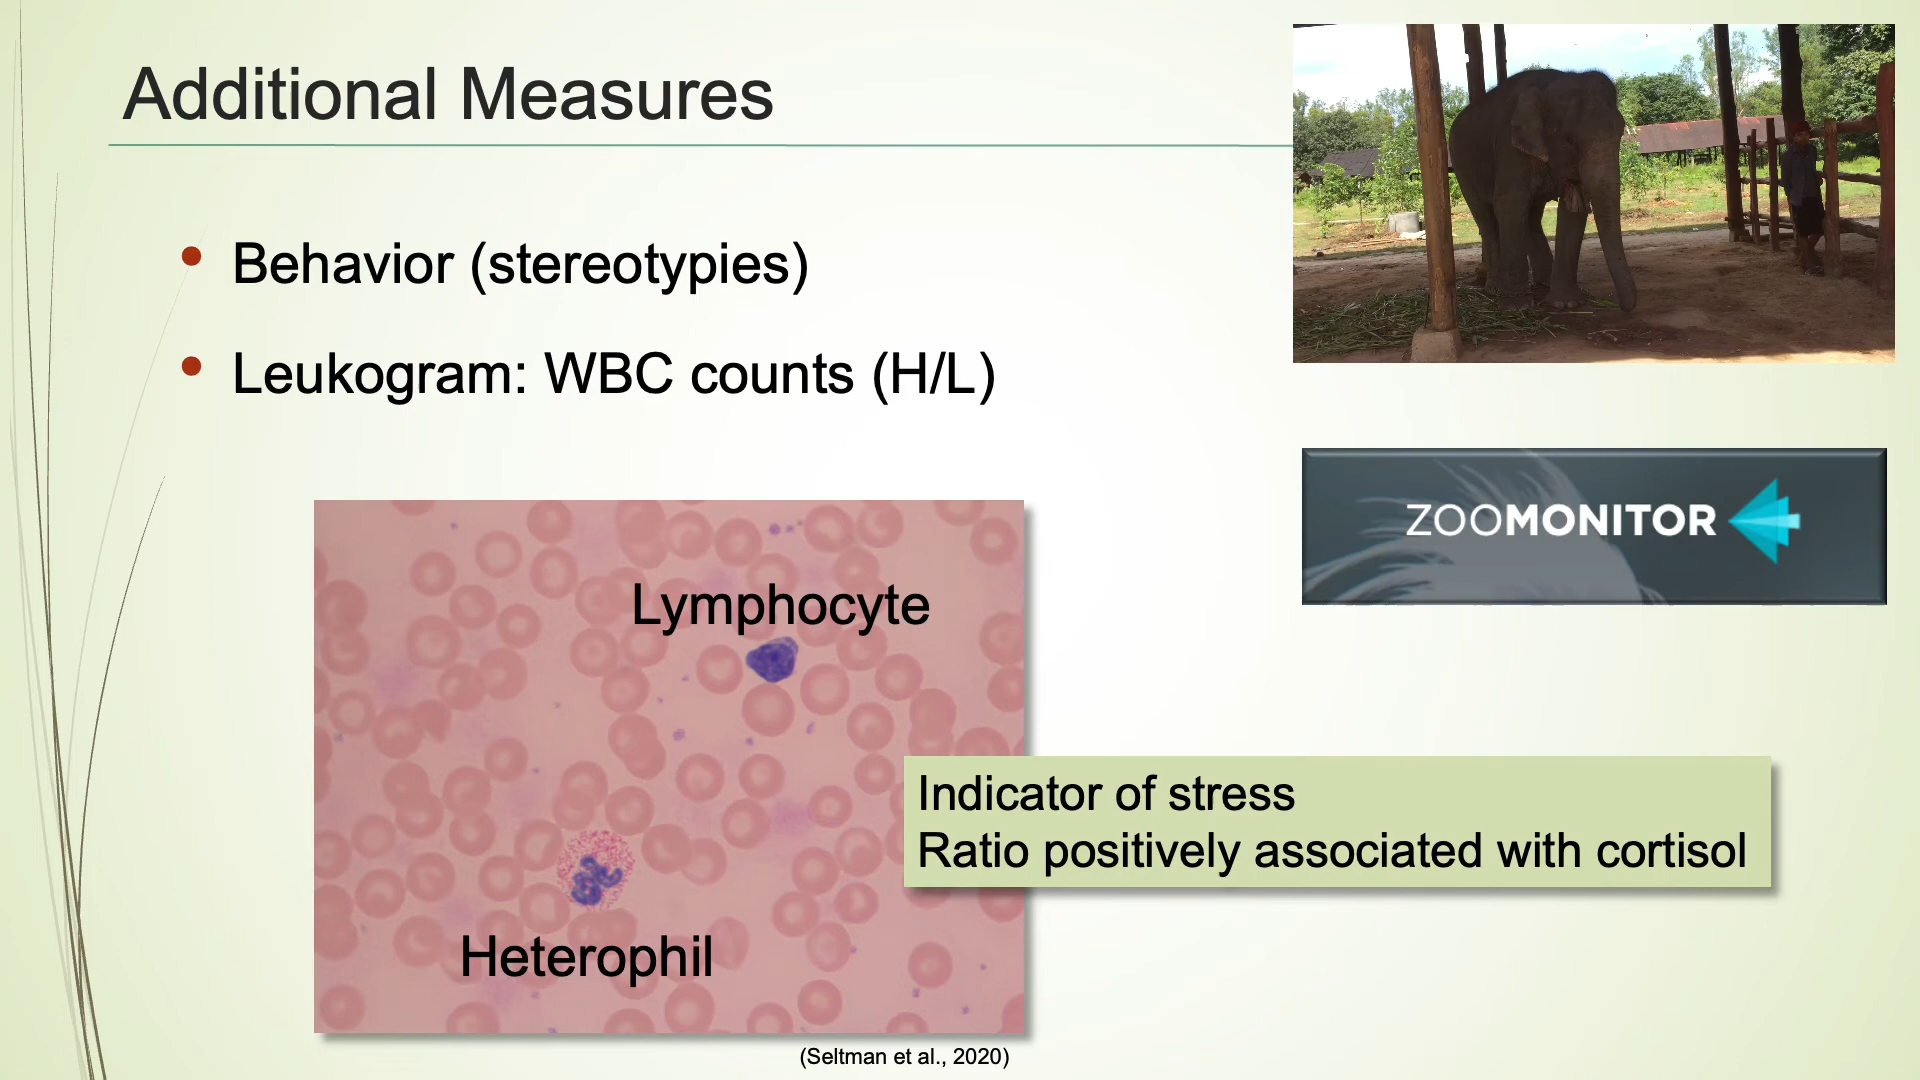 Additional Measures
Behavior (stereotypies)
Leukogram: WBC counts (H/L)
ZOOMONITOR
Lymphocyte
Indicator of stress
Ratio positively associated with cortisol
Heterophil
(Seltman et al., 2020)